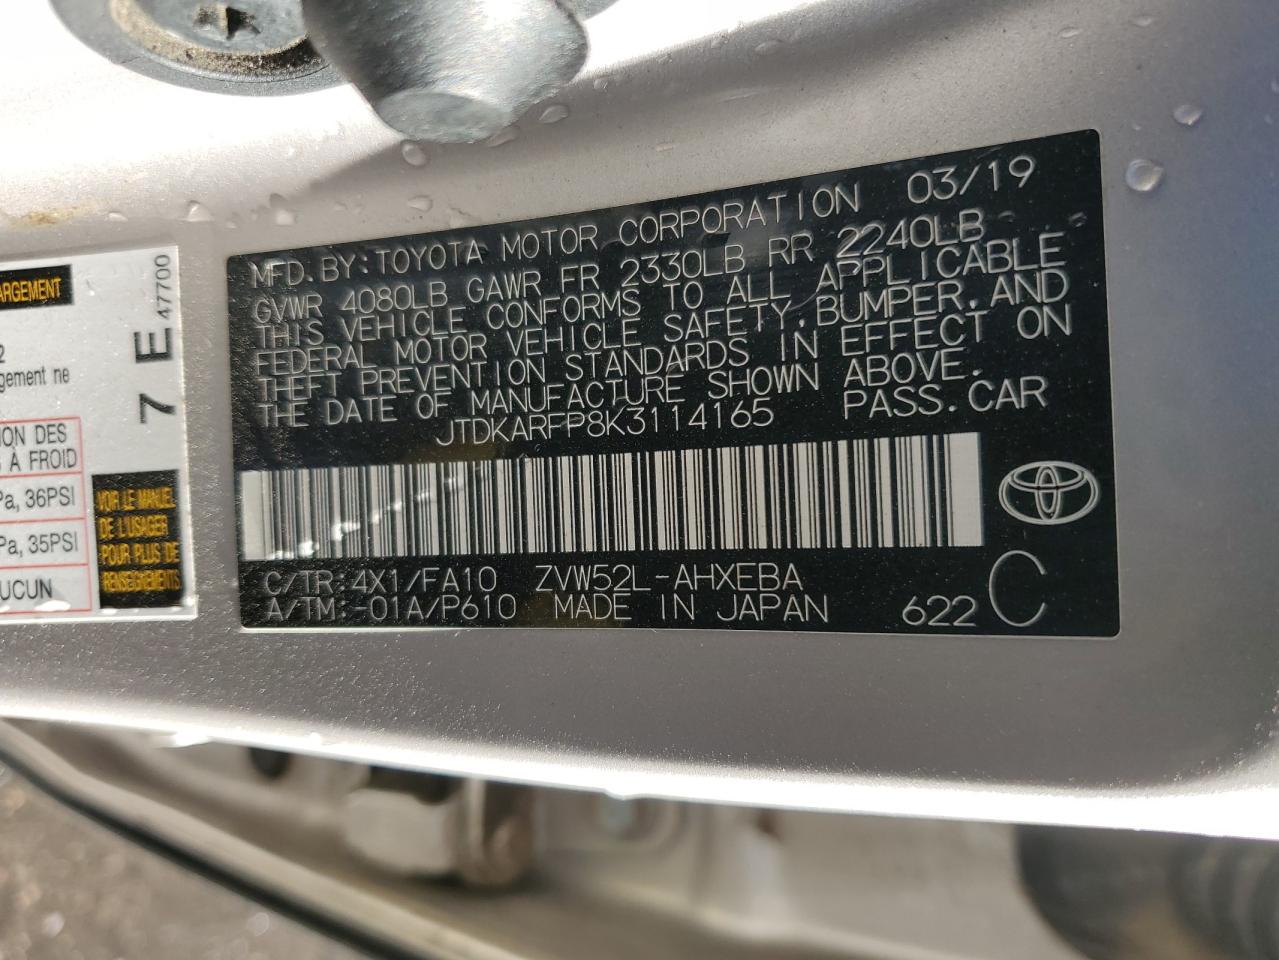 ARGEMENT
2
gement ne
ION DES
S À FROID
Pa, 36PSI
Pa, 35PSI
UCUN
7 E
47700
VOIR LE MANUEL
DE L'USAGER
POUR PLUS DE
RENSEIGNEMENTS
MFD.BY:TOYOTA MOTOR CORPORATION 03/19
GVWR 4080LB GAWR FR 2330LB RR 2240LB
THIS VEHICLE CONFORMS TO ALL APPLICABLE
FEDERAL MOTOR VEHICLE SAFETY,BUMPER,AND
THEFT PREVENTION STANDARDS IN EFFECT ON
THE DATE OF MANUFACTURE SHOWN ABOVE.
JTDKARFP8K3114165 PASS.CAR
C/TR:4X1/FA10 ZVW52L-AHXEBA
A/TM:-01A/P610 MADE IN JAPAN 622 C